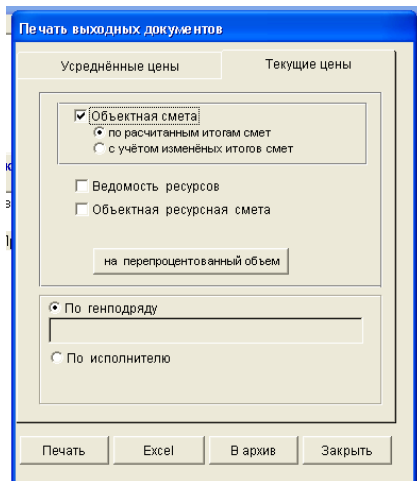 Печать выходных документов
Усреднённые цены
Текущие цены
Объектная смета
по расчитанным итогам смет
с учётом изменёных итогов смет
Ведомость ресурсов
Объектная ресурсная смета
на перепроцентованный объем
По генподряду
По исполнителю
Печать Excel В архив Закрыть